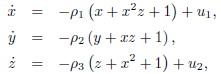 ẋ = −ρ₁ (x + x²z + 1) + u₁,
ẏ = −ρ₂ (y + xz + 1),
ż = −ρ₃ (z + x² + 1) + u₂,